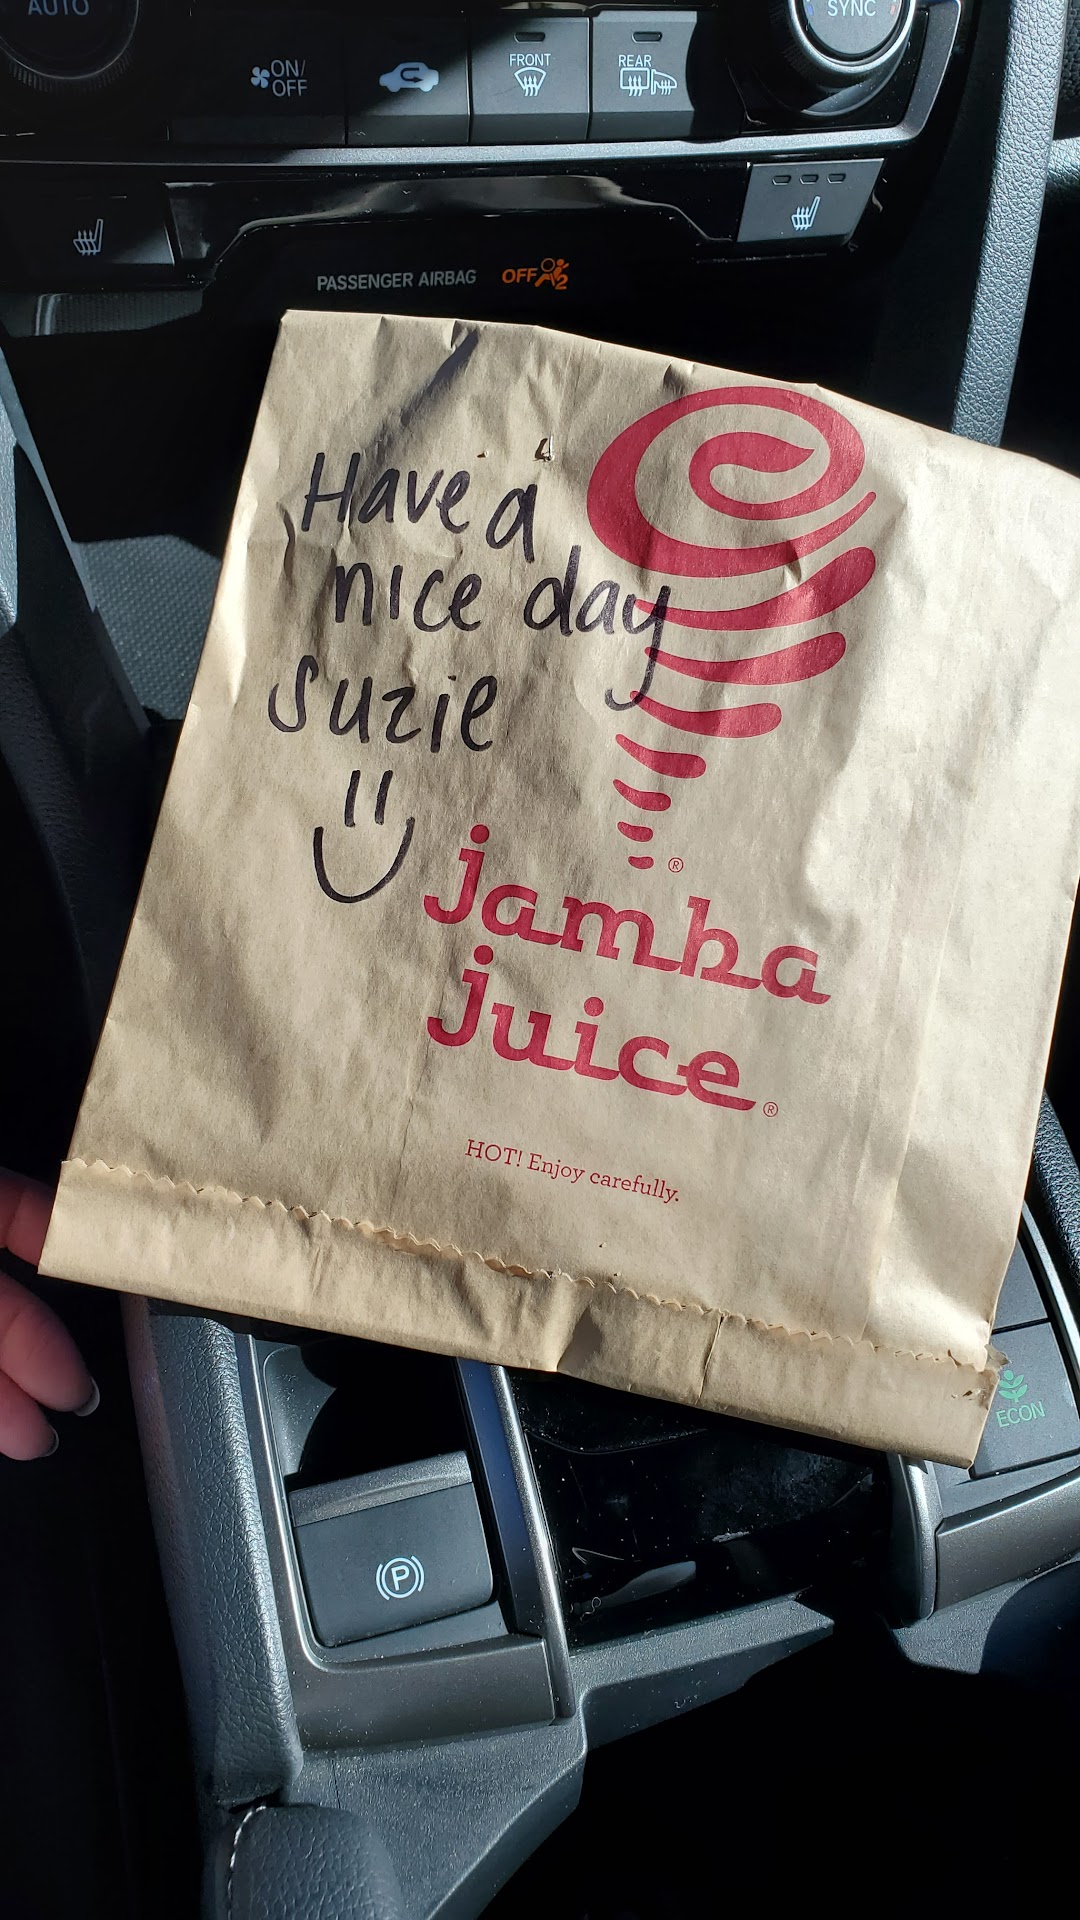 AUTO
SYNC
ON/
OFF
FRONT
REAR
PASSENGER AIRBAG OFF 2
Have a
nice day
Suzie
jamba
juice
HOT! Enjoy carefully.
ECON
P